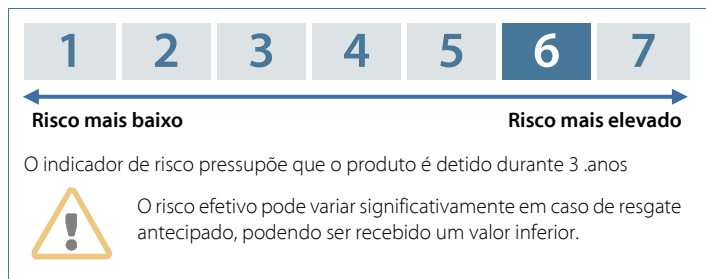 1 2 3 4 5 6 7
Risco mais baixo Risco mais elevado
O indicador de risco pressupõe que o produto é detido durante 3 .anos
O risco efetivo pode variar significativamente em caso de resgate
antecipado, podendo ser recebido um valor inferior.